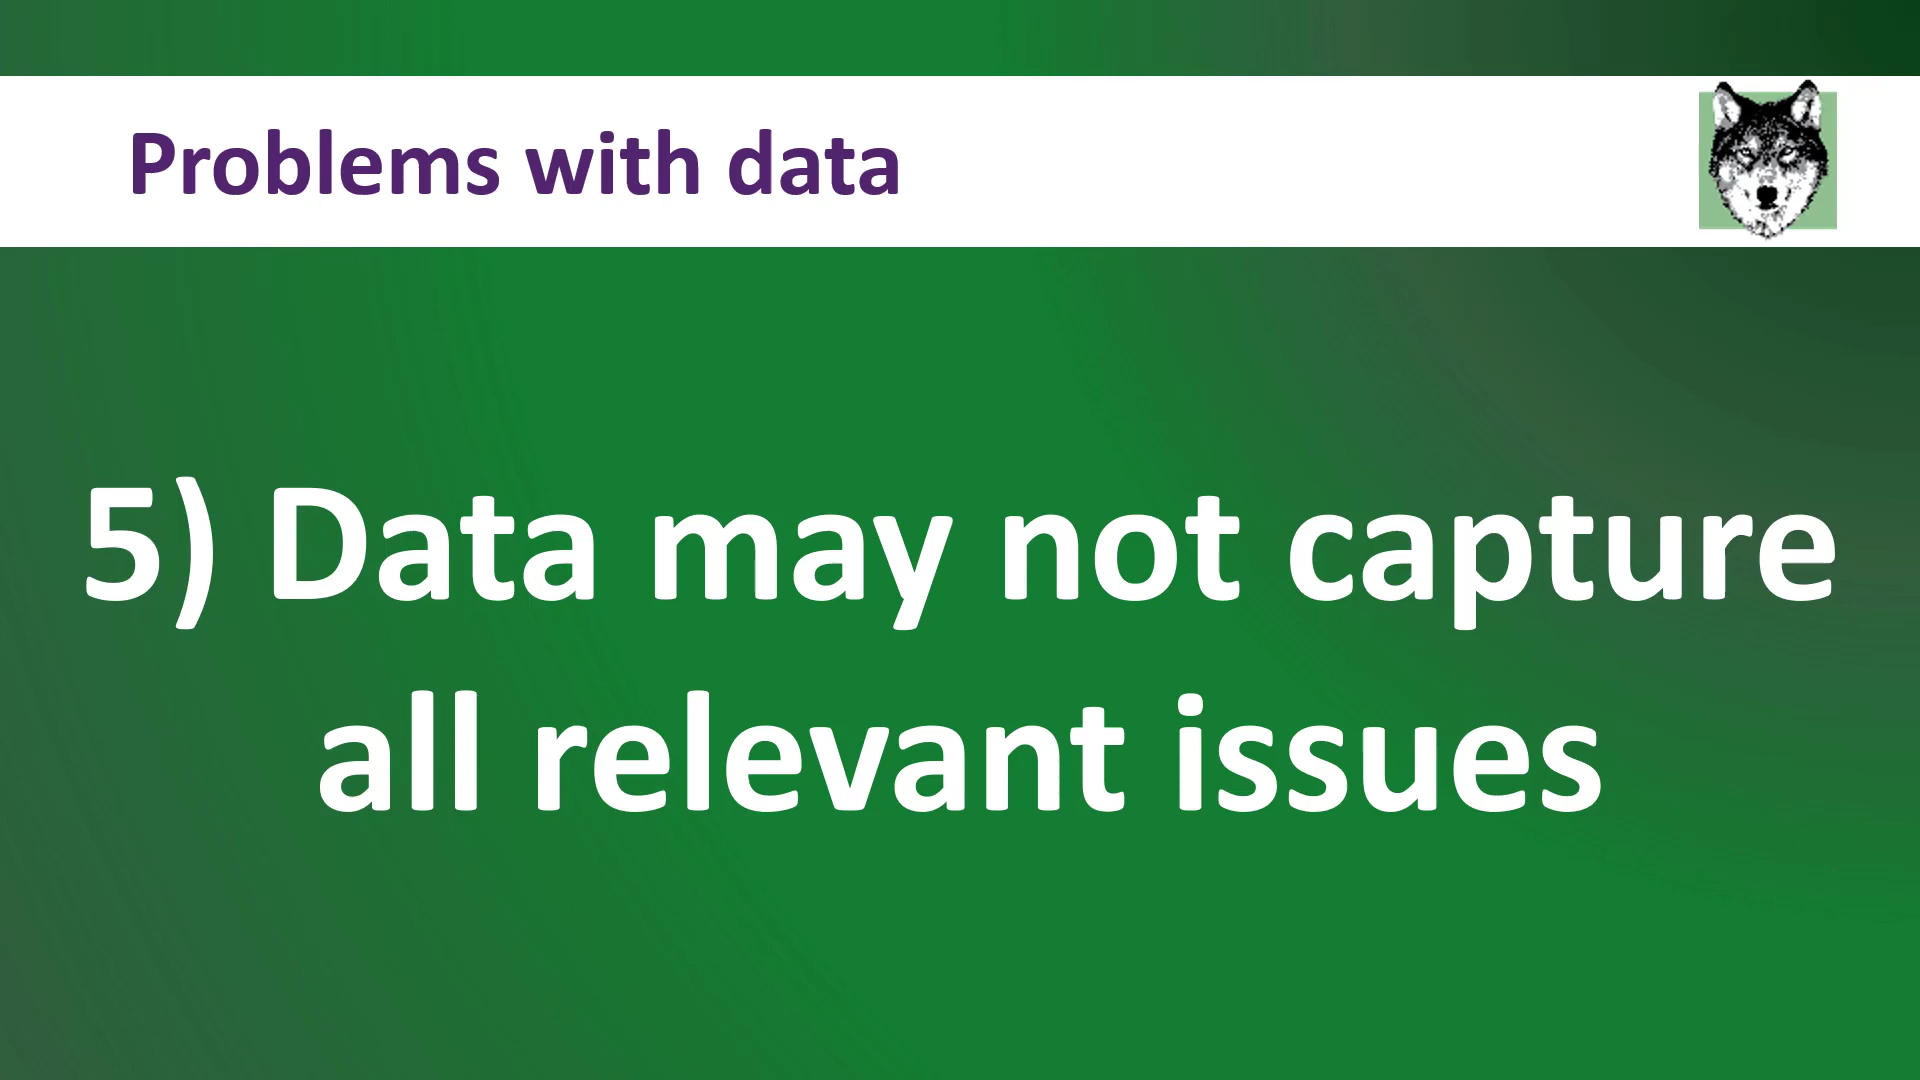 Problems with data
5) Data may not capture
all relevant issues